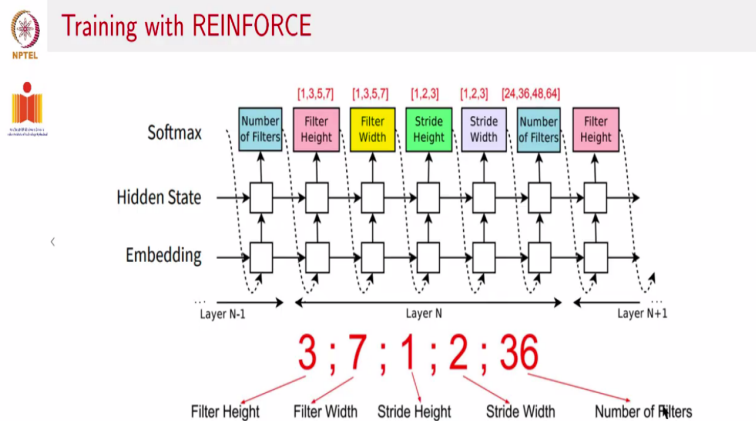 Training with REINFORCE
NPTEL
[1,3,5,7] [1,3,5,7] [1,2,3] [1,2,3] [24,36,48,64]
Softmax
Number of Filters
Filter Height
Filter Width
Stride Height
Stride Width
Number of Filters
Filter Height
Hidden State
Embedding
... Layer N-1
Layer N
... Layer N+1
3 ; 7 ; 1 ; 2 ; 36
Filter Height Filter Width Stride Height Stride Width Number of Filters